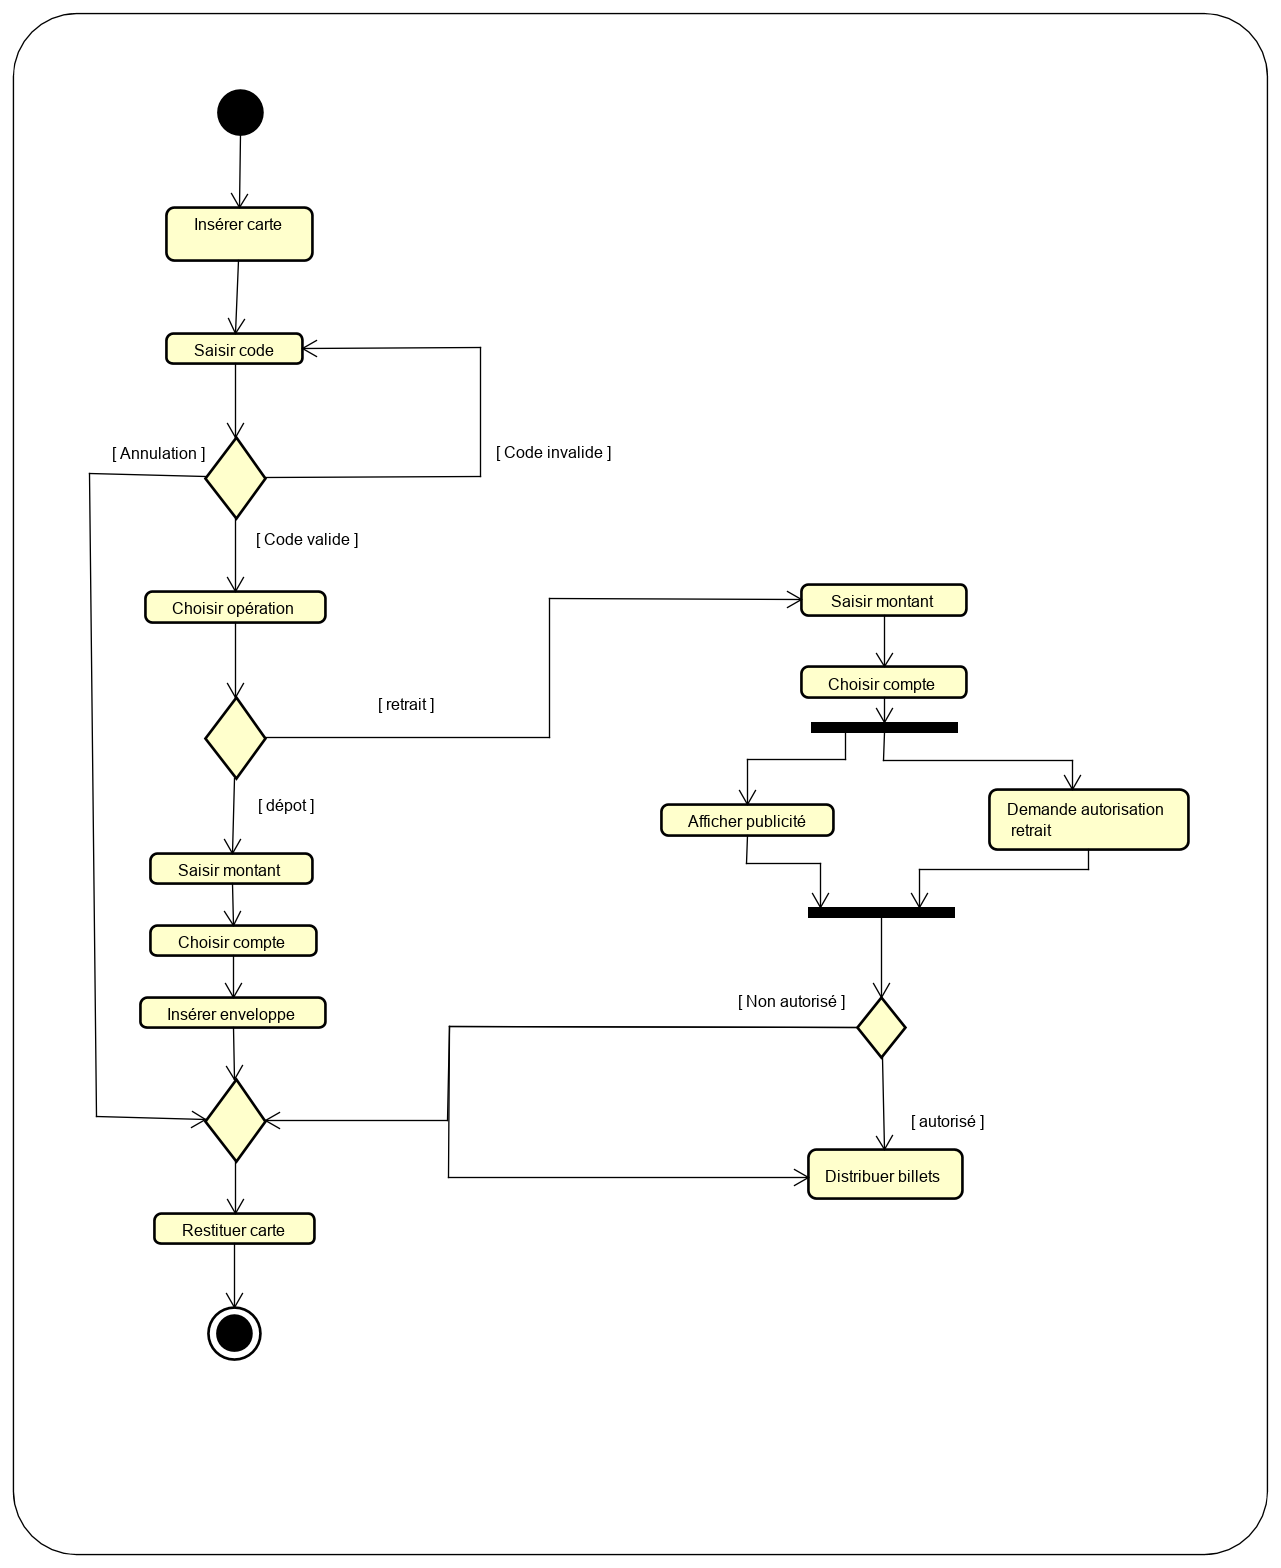 Insérer carte
Saisir code
[ Annulation ]
[ Code invalide ]
[ Code valide ]
Choisir opération
[ retrait ]
[ dépot ]
Saisir montant
Choisir compte
Insérer enveloppe
Saisir montant
Choisir compte
Afficher publicité
Demande autorisation
retrait
[ Non autorisé ]
[ autorisé ]
Distribuer billets
Restituer carte